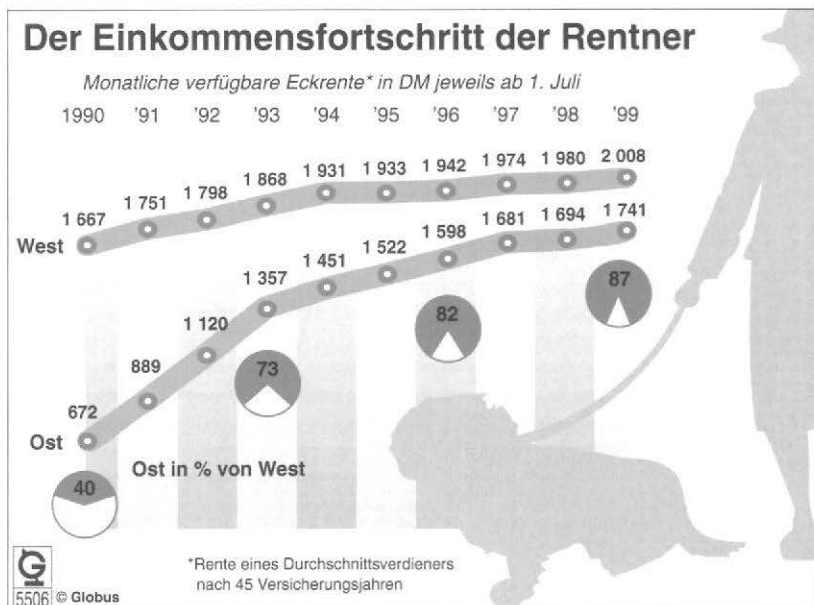 Der Einkommensfortschritt der Rentner
Monatliche verfügbare Eckrente* in DM jeweils ab 1. Juli
1990 '91 '92 '93 '94 '95 '96 '97 '98 '99
West 1 667 1 751 1 798 1 868 1 931 1 933 1 942 1 974 1 980 2 008
Ost 672 889 1 120 1 357 1 451 1 522 1 598 1 681 1 694 1 741
40 73 82 87
Ost in % von West
*Rente eines Durchschnittsverdieners
nach 45 Versicherungsjahren
G
5506 © Globus